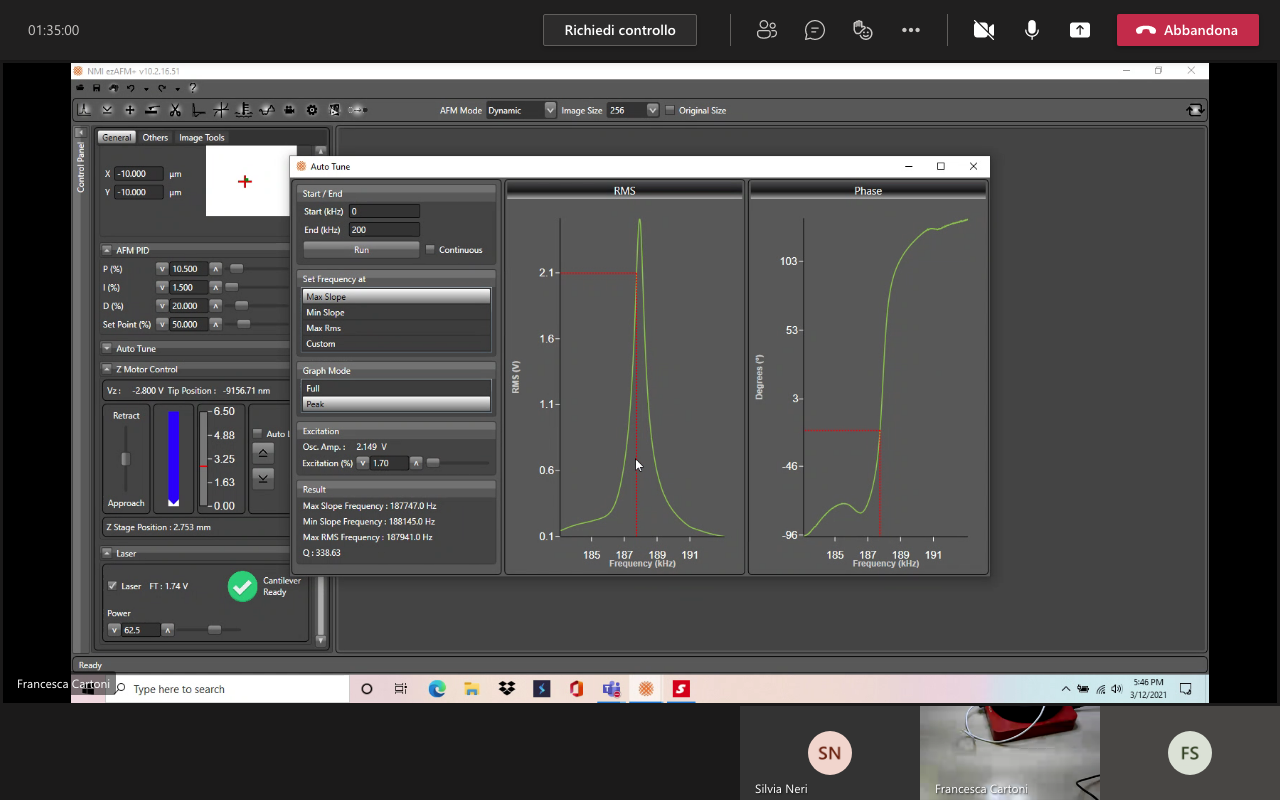 01:35:00
Richiedi controllo
Abbandona
NMI ezAFM+ v10.2.16.51
AFM Mode Dynamic Image Size 256 Original Size
Control Panel
General Others Image Tools
X -10.000 µm
Y -10.000 µm
AFM PID
P (%) 10.500
I (%) 1.500
D (%) 20.000
Set Point (%) 50.000
Auto Tune
Z Motor Control
Vz : -2.800 V Tip Position : -9156.71 nm
Retract
Approach
6.50
4.88
3.25
1.63
0.00
Z Stage Position : 2.753 mm
Laser
Laser FT : 1.74 V
Cantilever
Ready
Power
62.5
Ready
Auto Tune
Start / End
Start (kHz) 0
End (kHz) 200
Run Continuous
Set Frequency at
Max Slope
Min Slope
Max Rms
Custom
Graph Mode
Full
Peak
Excitation
Osc. Amp. : 2.149 V
Excitation (%) 1.70
Result
Max Slope Frequency : 187747.0 Hz
Min Slope Frequency : 188145.0 Hz
Max RMS Frequency : 187941.0 Hz
Q : 338.63
RMS
RMS (V)
2.1
1.6
1.1
0.6
0.1
185 187 189 191
Frequency (kHz)
Phase
Degrees (°)
103
53
3
-46
-96
185 187 189 191
Frequency (kHz)
Francesca Cartoni
Type here to search
5:46 PM
3/12/2021
SN
Silvia Neri
Francesca Cartoni
FS